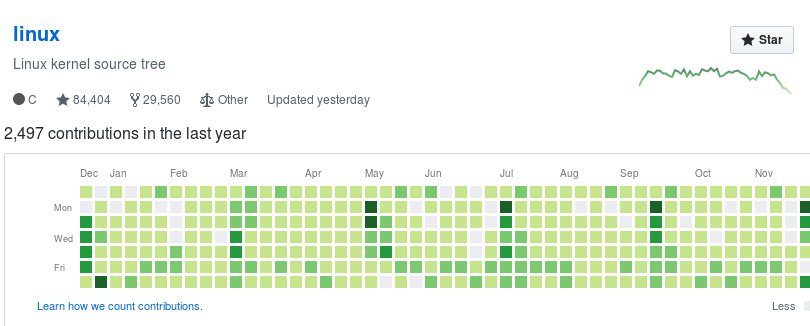 linux
Star
Linux kernel source tree
C 84,404 29,560 Other Updated yesterday
2,497 contributions in the last year
Dec Jan Feb Mar Apr May Jun Jul Aug Sep Oct Nov
Mon
Wed
Fri
Learn how we count contributions. Less